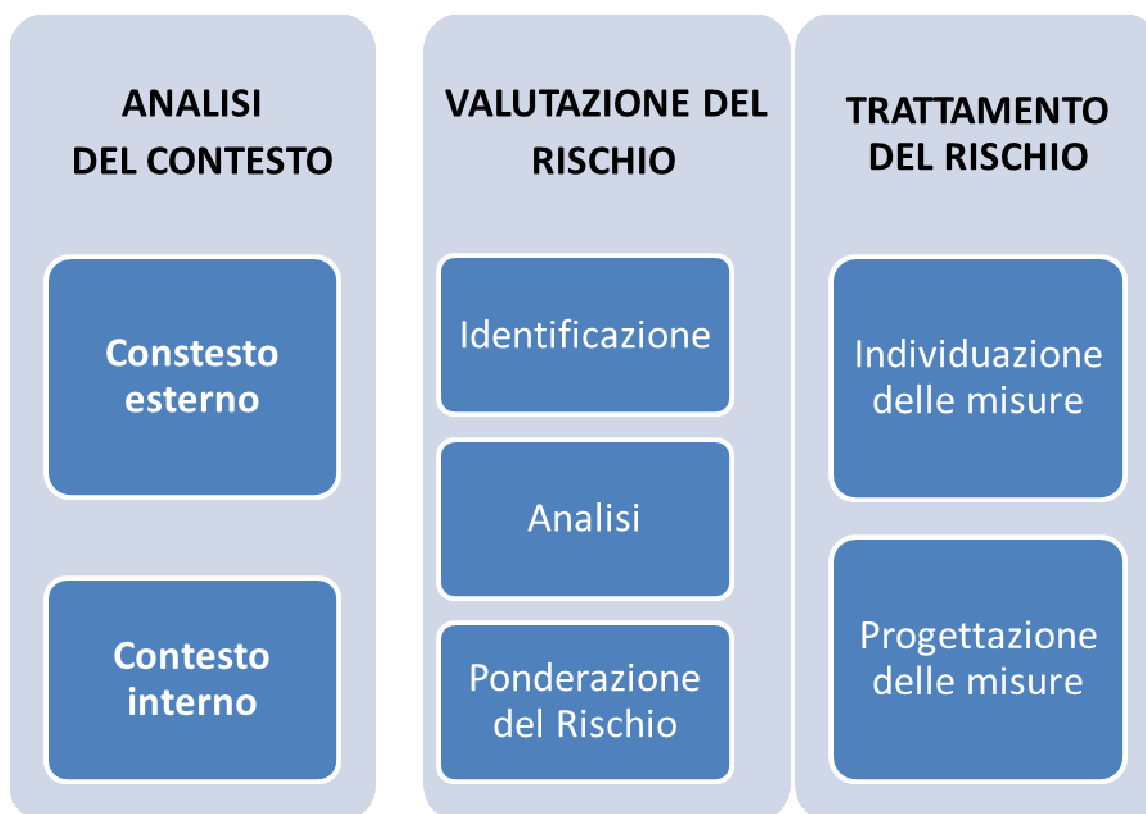 ANALISI
DEL CONTESTO
Constesto
esterno
Contesto
interno
VALUTAZIONE DEL
RISCHIO
Identificazione
Analisi
Ponderazione
del Rischio
TRATTAMENTO
DEL RISCHIO
Individuazione
delle misure
Progettazione
delle misure